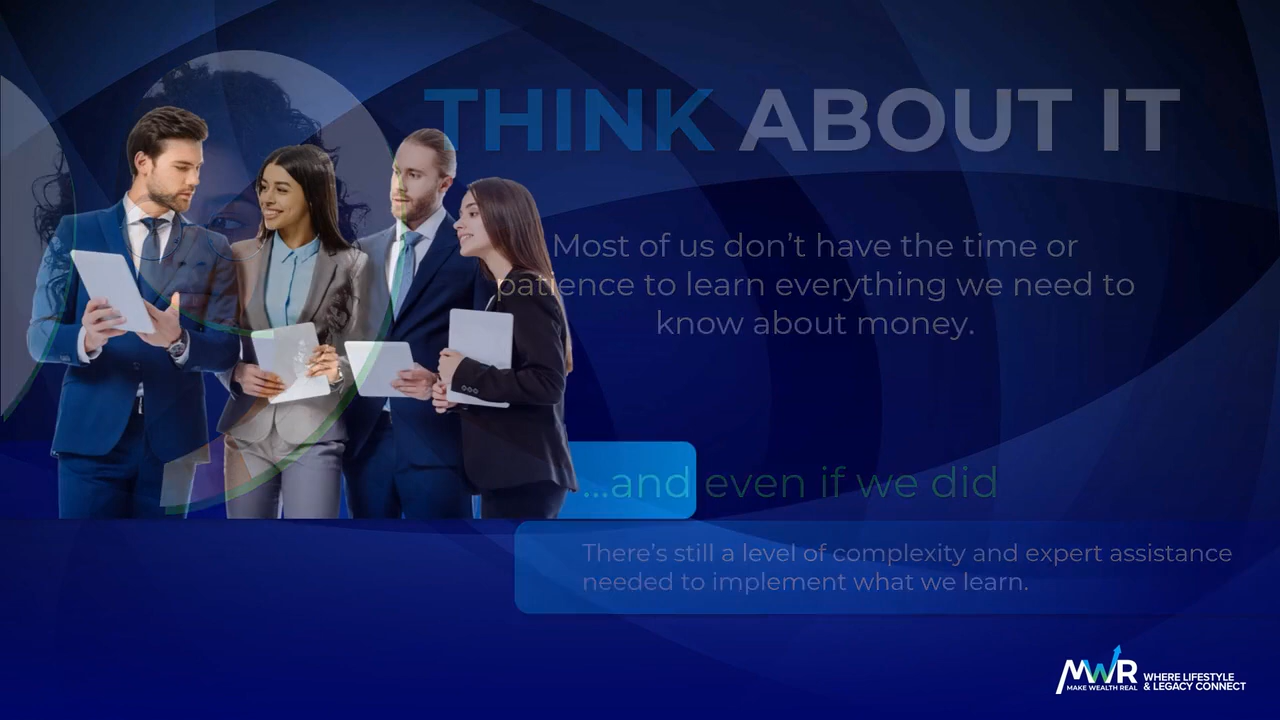 THINK ABOUT IT
Most of us don't have the time or
patience to learn everything we need to
know about money.
...and even if we did
There's still a level of complexity and expert assistance
needed to implement what we learn.
MWR
MAKE WEALTH REAL
WHERE LIFESTYLE
& LEGACY CONNECT